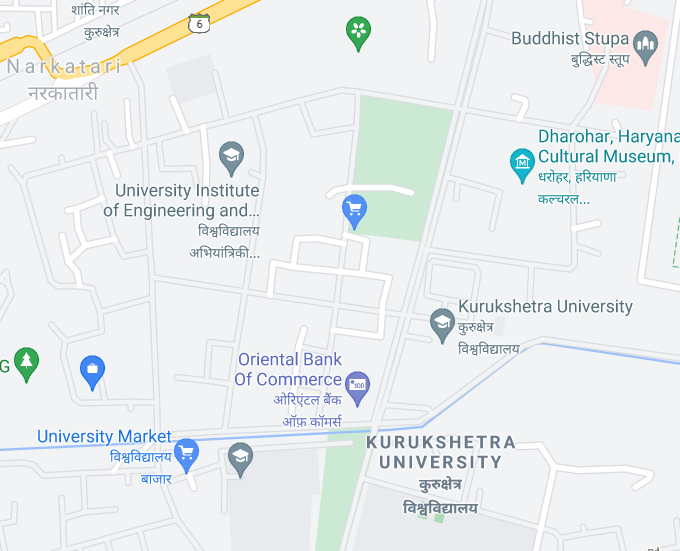 शांति नगर
कुरुक्षेत्र
6
Narkatari
नरकातारी
Buddhist Stupa
बुद्धिस्ट स्तूप
Dharohar, Haryana
Cultural Museum,
धरोहर, हरियाणा
कल्चरल...
University Institute
of Engineering and...
विश्वविद्यालय
अभियांत्रिकी...
Kurukshetra University
कुरुक्षेत्र
विश्वविद्यालय
G
Oriental Bank
Of Commerce
ओरिएंटल बैंक
ऑफ़ कॉमर्स
University Market
विश्वविद्यालय
बाजार
KURUKSHETRA
UNIVERSITY
कुरुक्षेत्र
विश्वविद्यालय